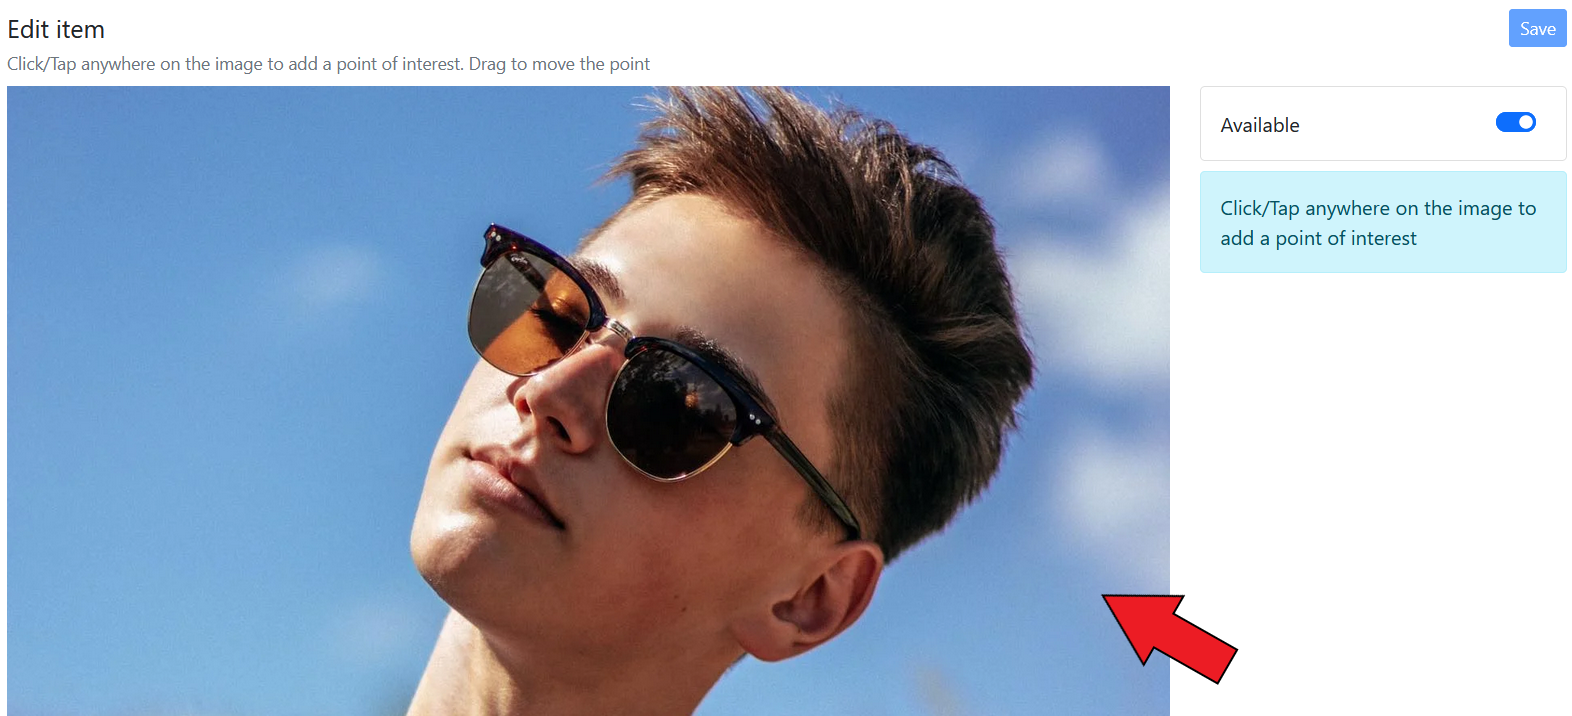 Edit item
Save
Click/Tap anywhere on the image to add a point of interest. Drag to move the point
Available
Click/Tap anywhere on the image to
add a point of interest